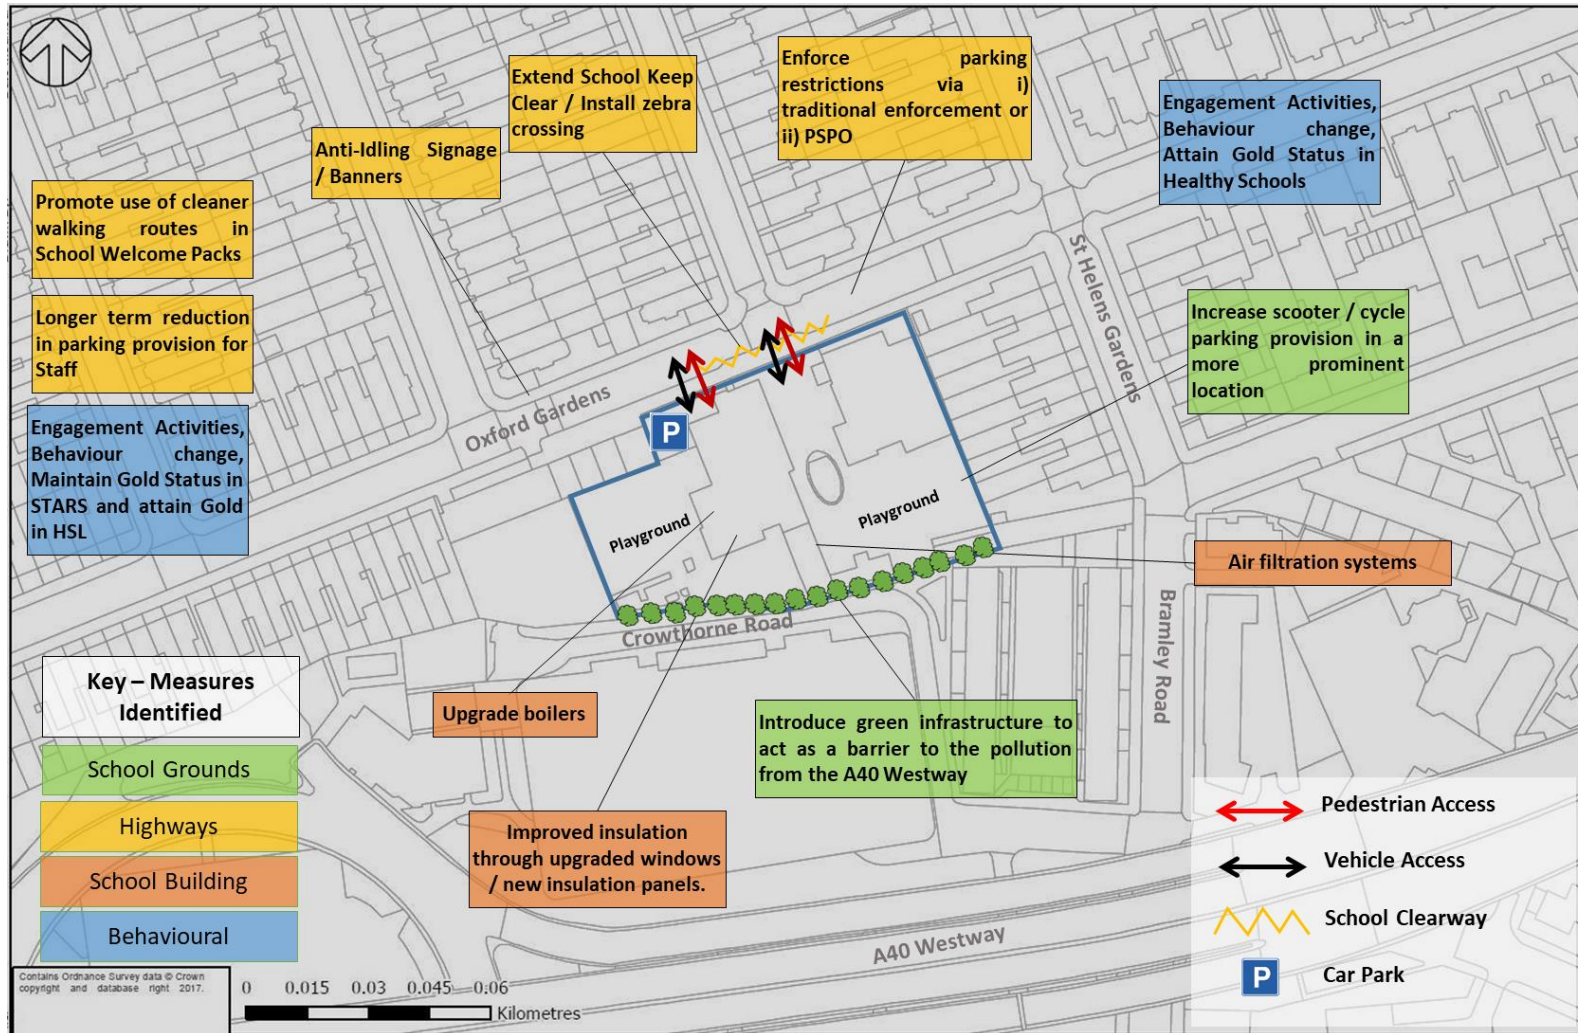 Extend School Keep
Clear / Install zebra
crossing
Enforce parking
restrictions via i)
traditional enforcement or
ii) PSPO
Engagement Activities,
Behaviour change,
Attain Gold Status in
Healthy Schools
Anti-Idling Signage
/ Banners
Promote use of cleaner
walking routes in
School Welcome Packs
Longer term reduction
in parking provision for
Staff
Engagement Activities,
Behaviour change,
Maintain Gold Status in
STARS and attain Gold
in HSL
St Helens Gardens
Increase scooter / cycle
parking provision in a
more prominent
location
Oxford Gardens
P
Playground
Playground
Air filtration systems
Crowthorne Road
Bramley Road
Upgrade boilers
Introduce green infrastructure to
act as a barrier to the pollution
from the A40 Westway
Improved insulation
through upgraded windows
/ new insulation panels.
A40 Westway
Key – Measures
Identified
School Grounds
Highways
School Building
Behavioural
Pedestrian Access
Vehicle Access
School Clearway
P Car Park
Contains Ordnance Survey data © Crown
copyright and database right 2017.
0 0.015 0.03 0.045 0.06
Kilometres